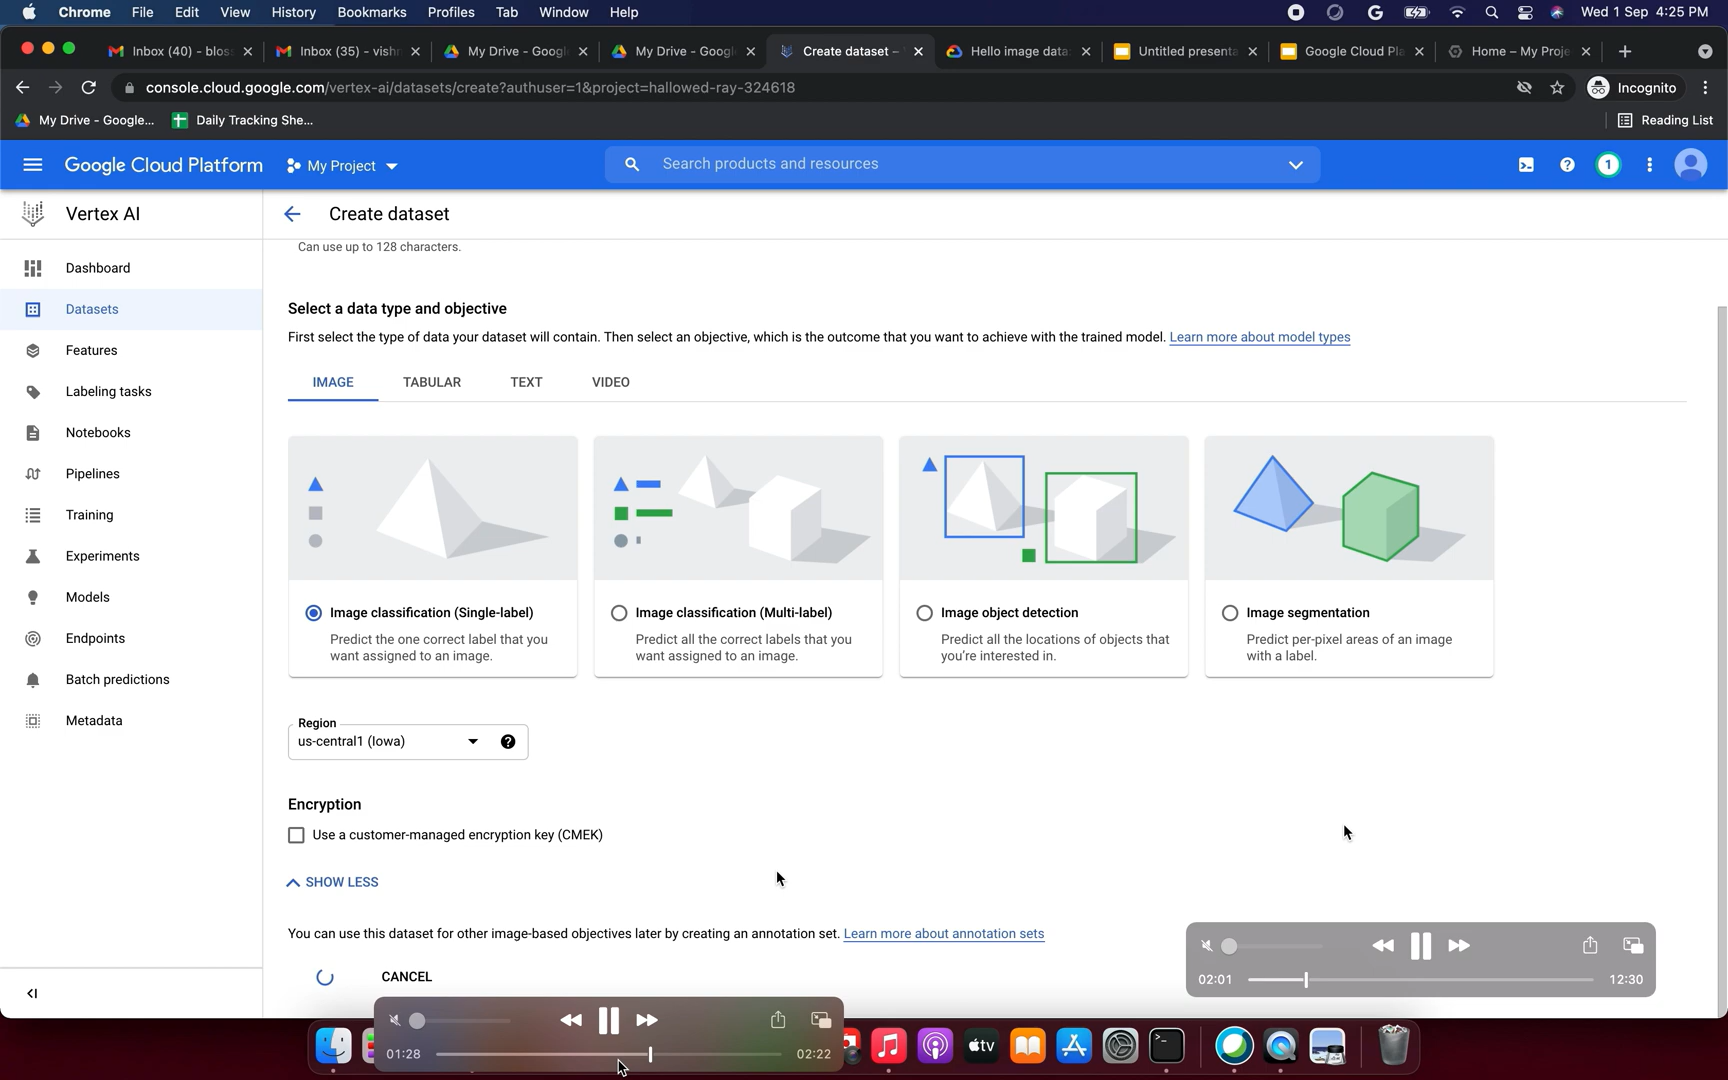 Chrome File Edit View History Bookmarks Profiles Tab Window Help Wed 1 Sep 4:25 PM
Inbox (40) - blos Inbox (35) - vishr My Drive - Googl My Drive - Googl Create dataset - Hello image data Untitled presenta Google Cloud Pla Home – My Proje
console.cloud.google.com/vertex-ai/datasets/create?authuser=1&project=hallowed-ray-324618 Incognito
My Drive - Google... Daily Tracking She... Reading List
Google Cloud Platform My Project Search products and resources 1
Vertex AI Create dataset
Can use up to 128 characters.
Dashboard
Datasets
Features
Labeling tasks
Notebooks
Pipelines
Training
Experiments
Models
Endpoints
Batch predictions
Metadata
Select a data type and objective
First select the type of data your dataset will contain. Then select an objective, which is the outcome that you want to achieve with the trained model. Learn more about model types
IMAGE TABULAR TEXT VIDEO
Image classification (Single-label)
Predict the one correct label that you
want assigned to an image.
Image classification (Multi-label)
Predict all the correct labels that you
want assigned to an image.
Image object detection
Predict all the locations of objects that
you're interested in.
Image segmentation
Predict per-pixel areas of an image
with a label.
Region
us-central1 (Iowa)
Encryption
Use a customer-managed encryption key (CMEK)
SHOW LESS
You can use this dataset for other image-based objectives later by creating an annotation set. Learn more about annotation sets
CANCEL
02:01 12:30
01:28 02:22
tv